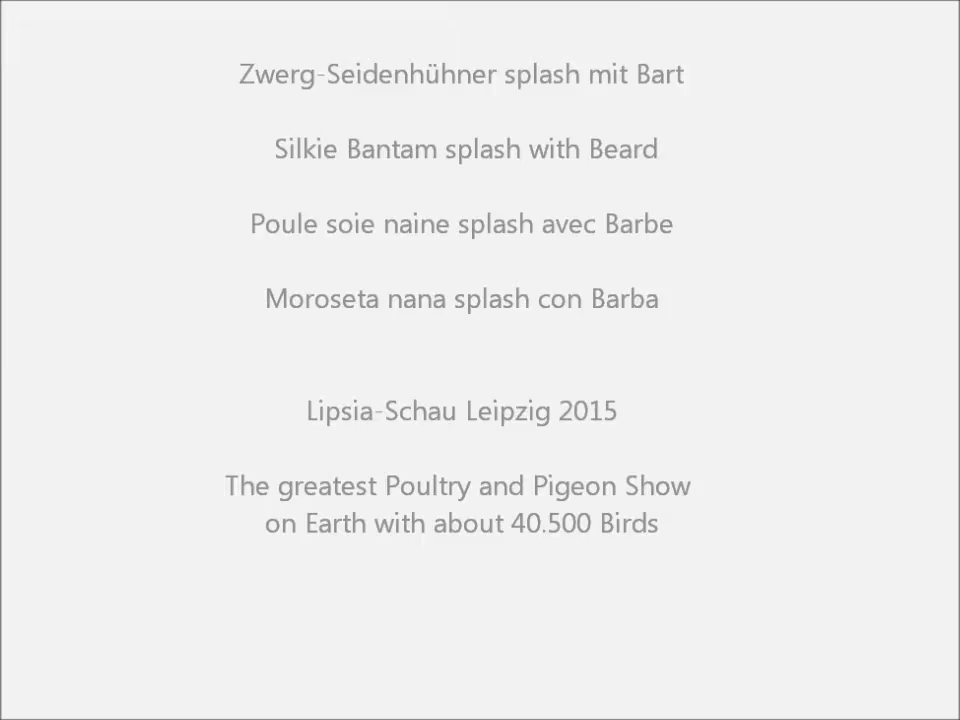 Zwerg-Seidenhühner splash mit Bart
Silkie Bantam splash with Beard
Poule soie naine splash avec Barbe
Moroseta nana splash con Barba
Lipsia-Schau Leipzig 2015
The greatest Poultry and Pigeon Show
on Earth with about 40.500 Birds